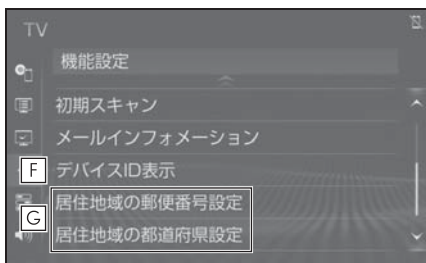 TV
機能設定
初期スキャン
メールインフォメーション
F
デバイスID表示
G
居住地域の郵便番号設定
居住地域の都道府県設定